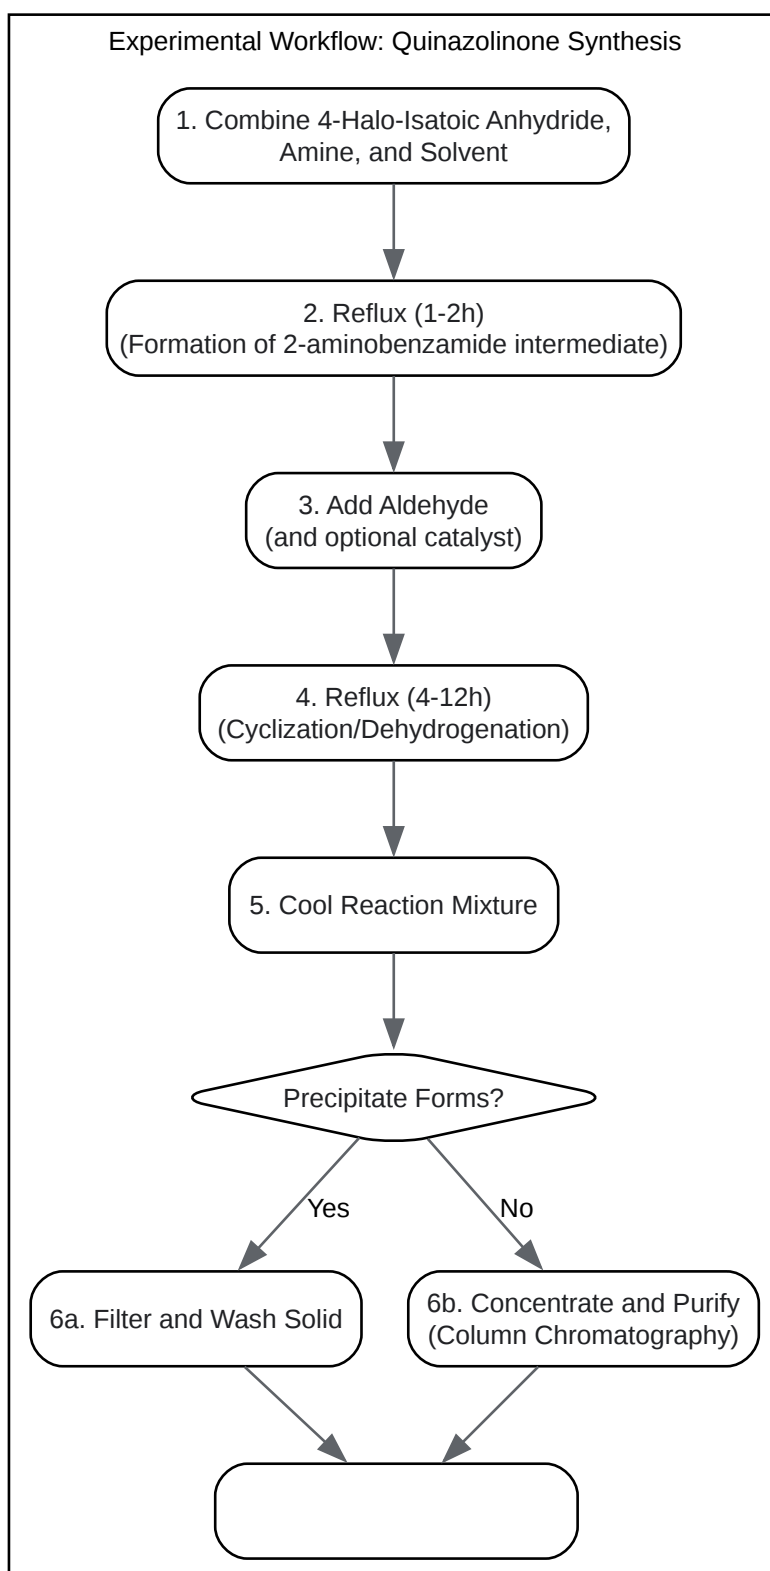 Experimental Workflow: Quinazolinone Synthesis
1. Combine 4-Halo-Isatoic Anhydride,
Amine, and Solvent
2. Reflux (1-2h)
(Formation of 2-aminobenzamide intermediate)
3. Add Aldehyde
(and optional catalyst)
4. Reflux (4-12h)
(Cyclization/Dehydrogenation)
5. Cool Reaction Mixture
Precipitate Forms?
Yes
No
6a. Filter and Wash Solid
6b. Concentrate and Purify
(Column Chromatography)